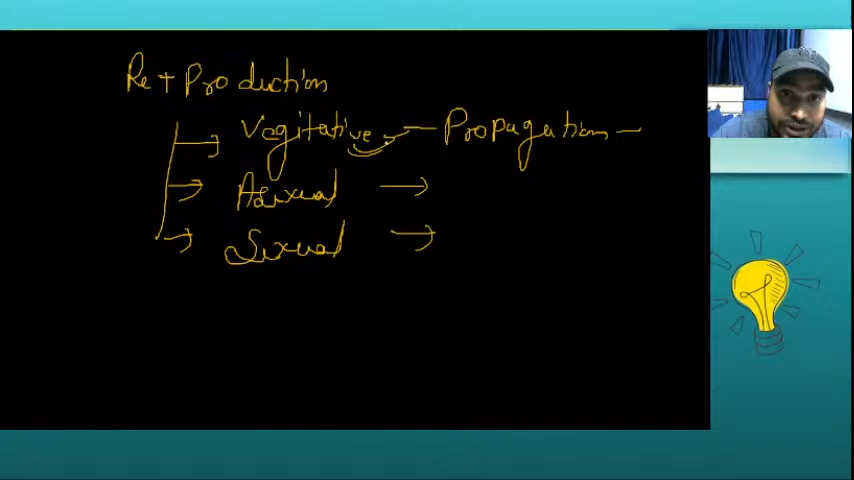 Re + Production
Vegitative — Propagation —
Asexual →
Sexual →